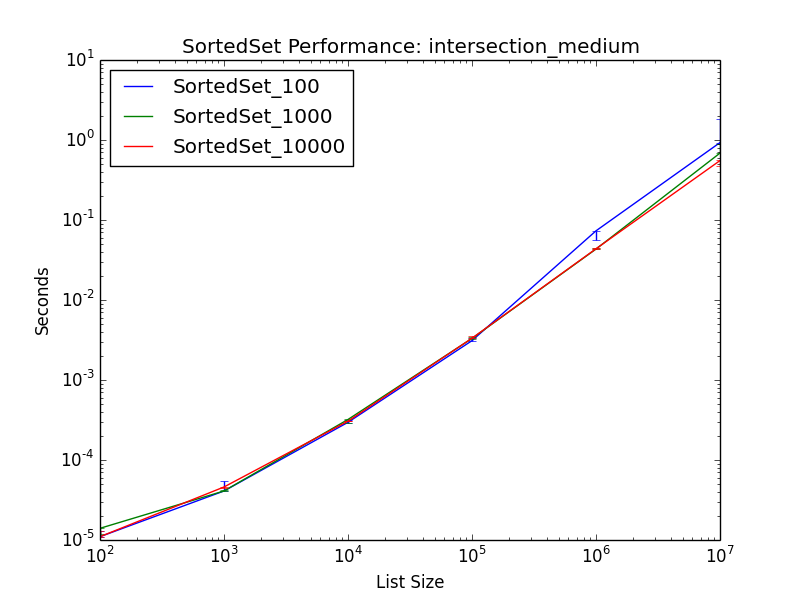 SortedSet Performance: intersection_medium
10^1
SortedSet_100
SortedSet_1000
SortedSet_10000
10^0
10^-1
10^-2
Seconds
10^-3
10^-4
10^-5
10^2 10^3 10^4 10^5 10^6 10^7
List Size